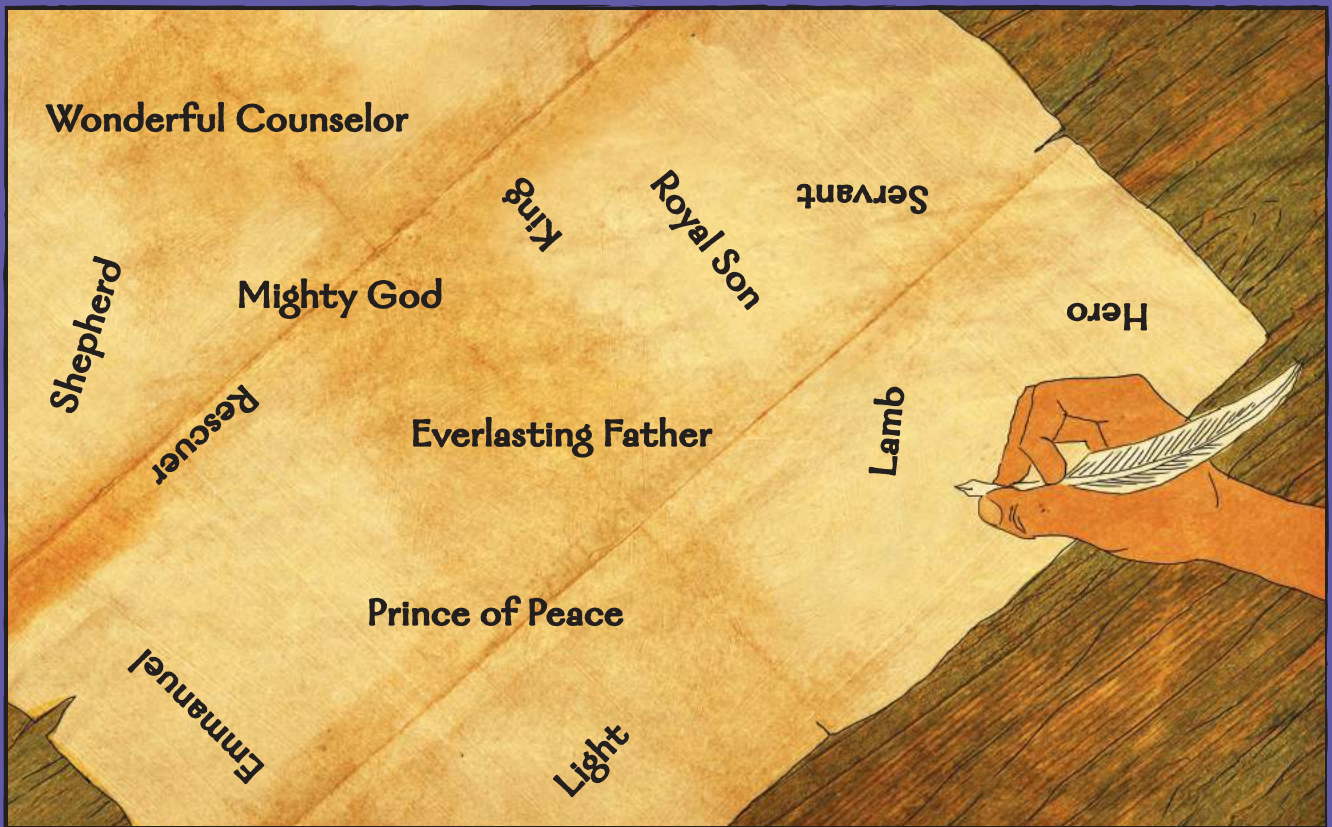 Wonderful Counselor
King
Royal Son
Servant
Shepherd
Mighty God
Hero
Rescuer
Everlasting Father
Lamb
Prince of Peace
Emmanuel
Light